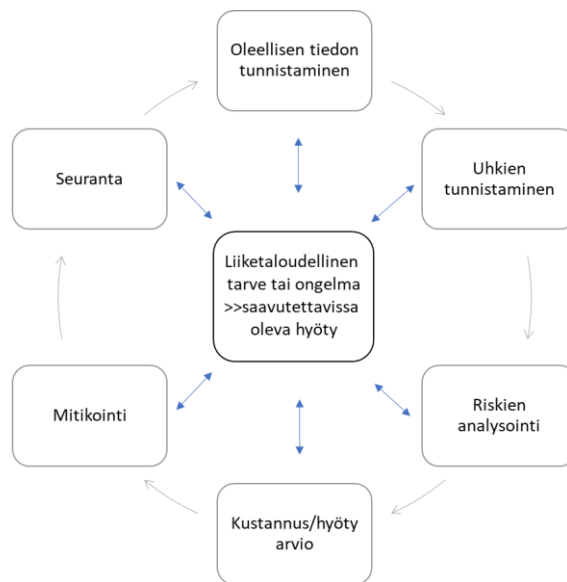 Oleellisen tiedon
tunnistaminen
Uhkien
tunnistaminen
Riskien
analysointi
Kustannus/hyöty
arvio
Mitikointi
Seuranta
Liiketaloudellinen
tarve tai ongelma
>>saavutettavissa
oleva hyöty